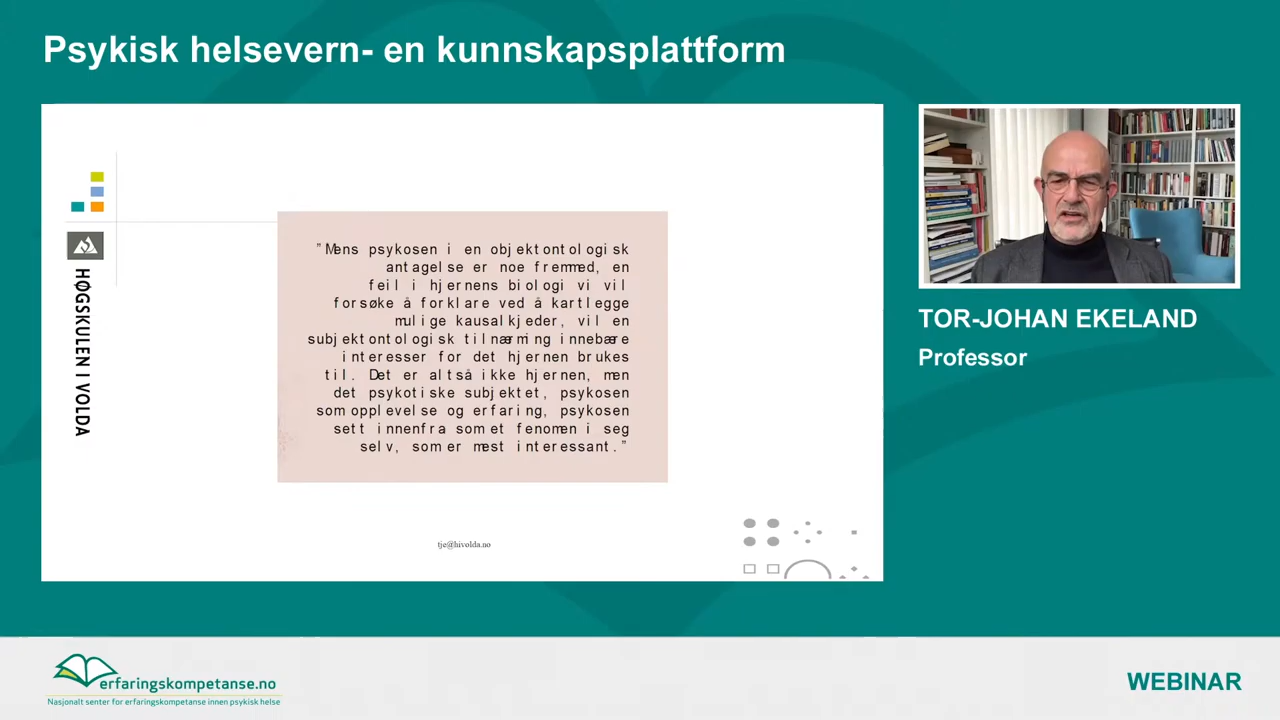 Psykisk helsevern- en kunnskapsplattform
HØGSKULEN I VOLDA
"Mens psykosen i en objektontologisk
antagelse er noe fremmed, en
feil i hjernens biologi vi vil
forsøke å forklare ved å kartlegge
mulige kausalkjeder, vil en
subjektontologisk tilnærming innebære
interesser for det hjernen brukes
til. Det er altså ikke hjernen, men
det psykotiske subjektet, psykosen
som opplevelse og erfaring, psykosen
sett innenfra som et fenomen i seg
selv, som er mest interessant."
tje@hivolda.no
TOR-JOHAN EKELAND
Professor
erfaringskompetanse.no
Nasjonalt senter for erfaringskompetanse innen psykisk helse
WEBINAR